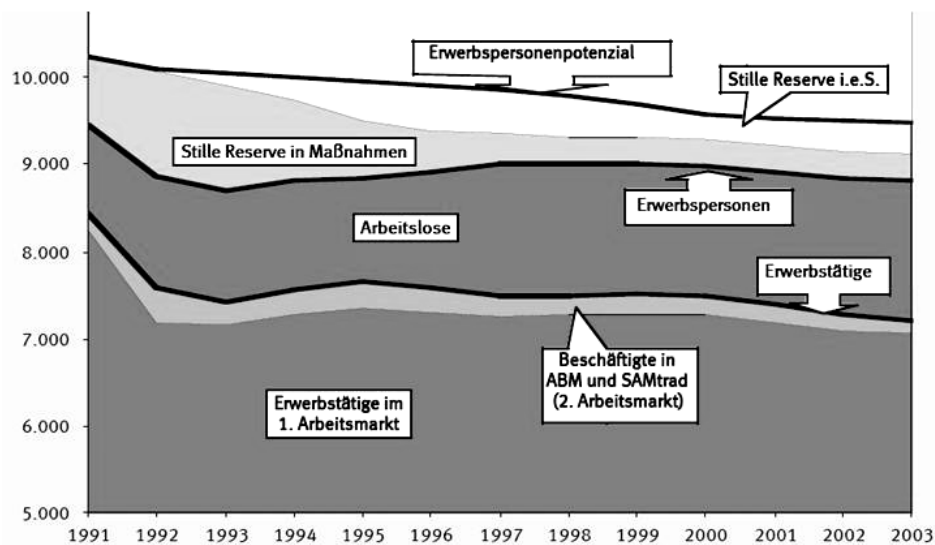 Erwerbspersonenpotenzial
10.000
Stille Reserve i.e.S.
Stille Reserve in Maßnahmen
9.000
Erwerbspersonen
Arbeitslose
8.000
Erwerbstätige
7.000
Beschäftigte in
ABM und SAMtrad
(2. Arbeitsmarkt)
Erwerbstätige im
1. Arbeitsmarkt
6.000
5.000
1991 1992 1993 1994 1995 1996 1997 1998 1999 2000 2001 2002 2003